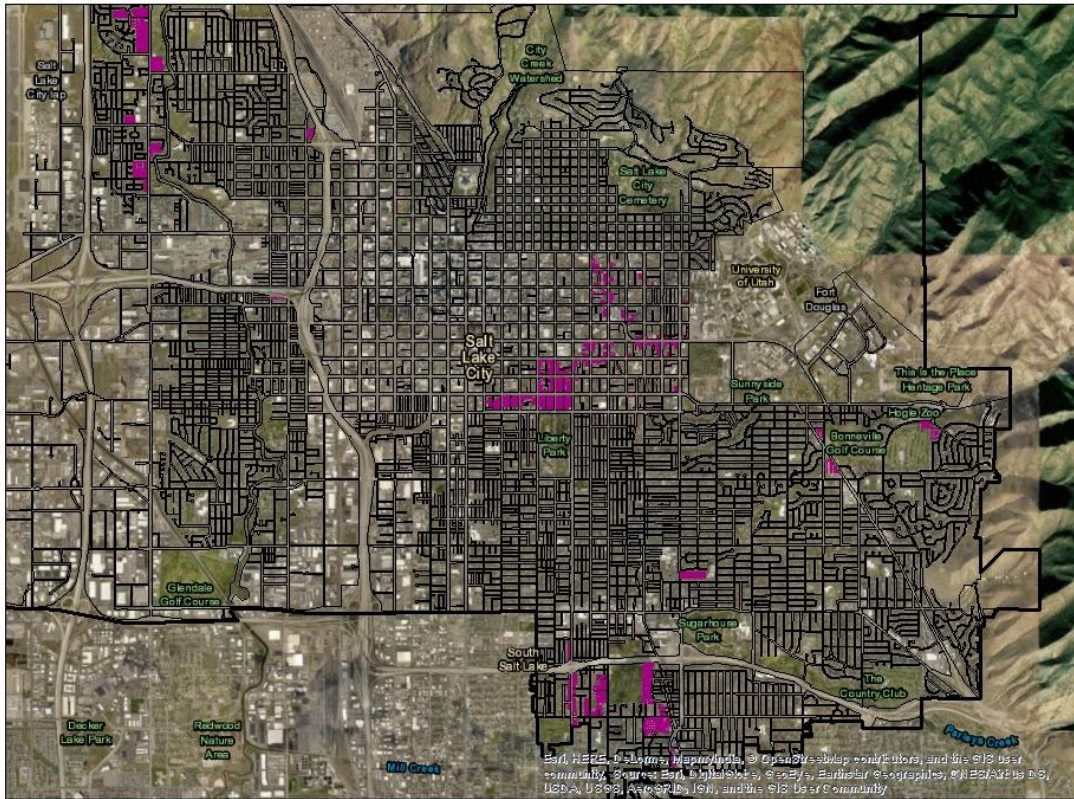 City
Creek
Watershed
Salt
Lake
City Iap
Salt Lake
City
Cemetery
University
of Utah
Fort
Douglas
Salt
Lake
City
This Is the Place
Heritage Park
Sunnyside
Park
Hogle Zoo
Liberty
Park
Bonneville
Golf Course
Glendale
Golf Course
Sugarhouse
Park
South
Salt Lake
The
Country Club
Decker
Lake Park
Redwood
Nature
Area
Parleys Creek
Mill Creek
Esri, HERE, DeLorme, MapmyIndia, © OpenStreetMap contributors, and the GIS user
community, Source: Esri, DigitalGlobe, GeoEye, Earthstar Geographics, CNES/Airbus DS,
USDA, USGS, AeroGRID, IGN, and the GIS User Community